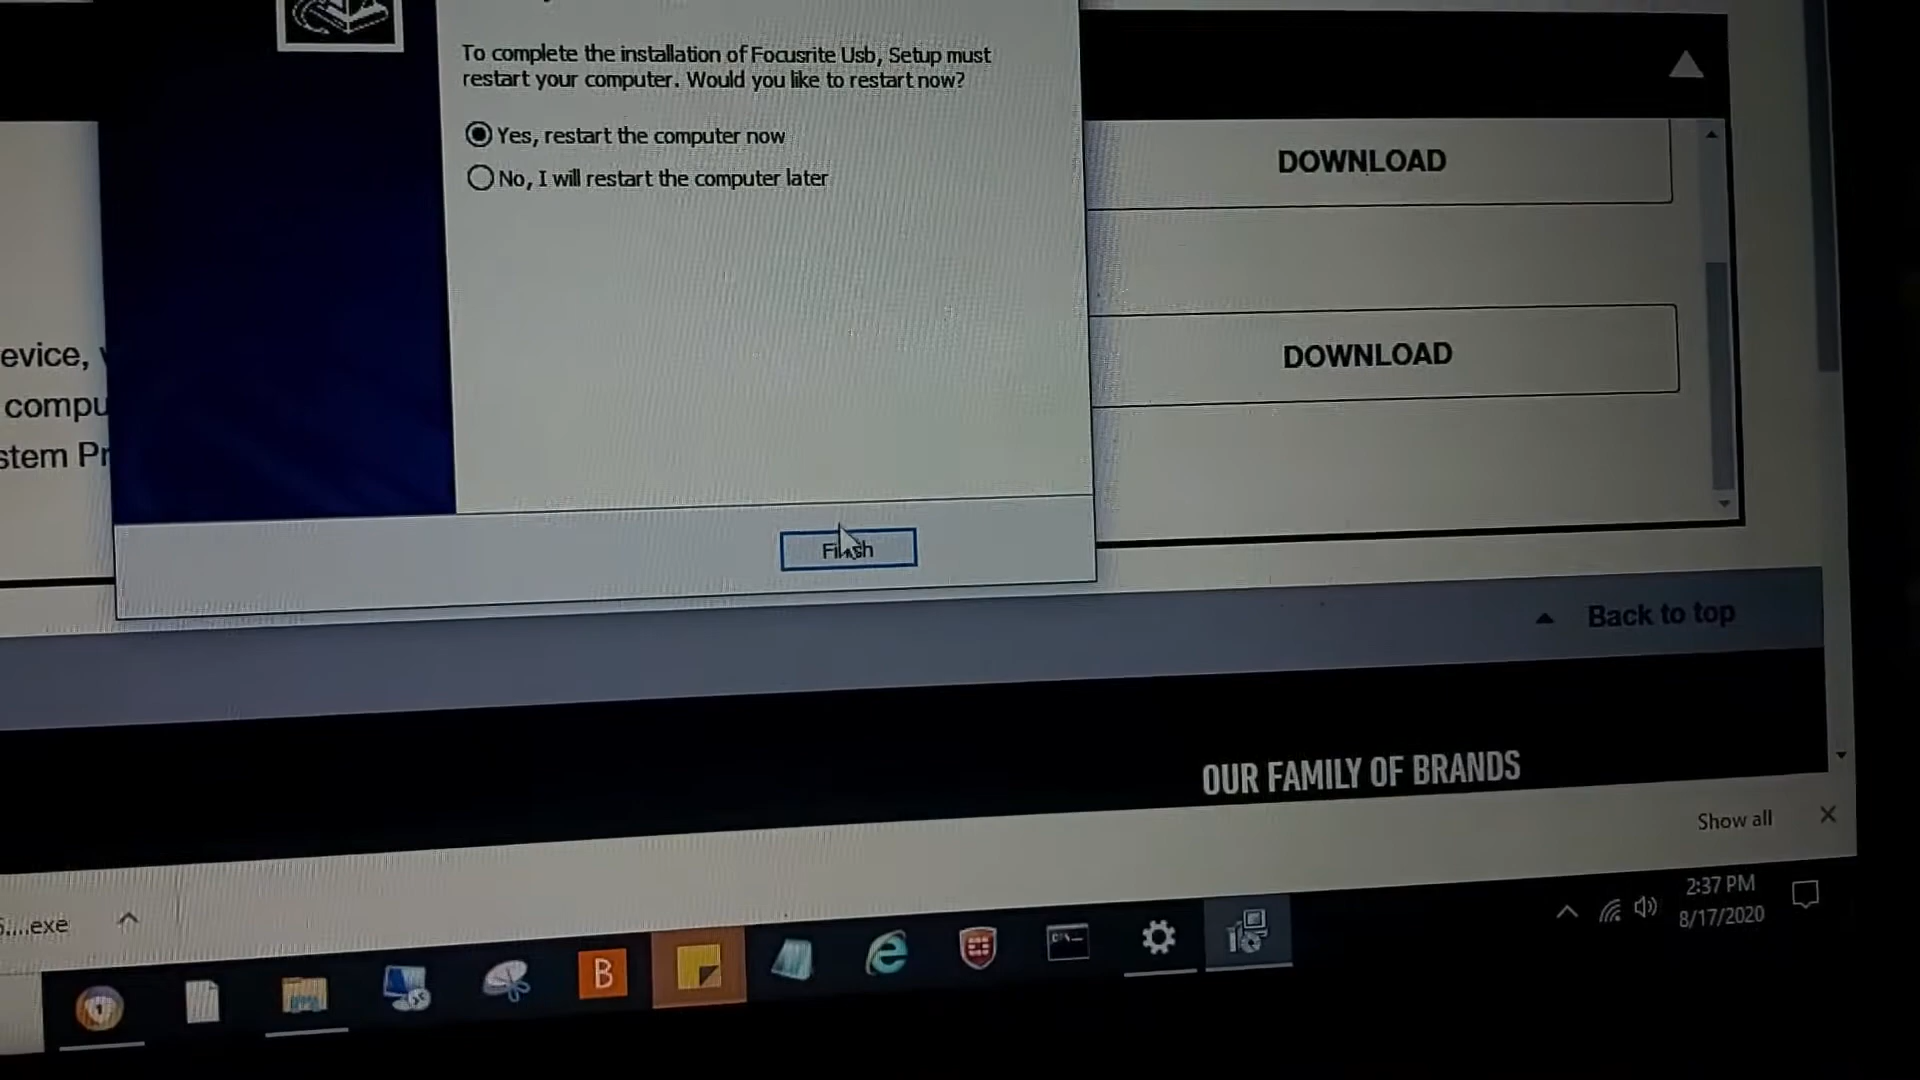 To complete the installation of Focusrite Usb, Setup must
restart your computer. Would you like to restart now?
Yes, restart the computer now
No, I will restart the computer later
DOWNLOAD
DOWNLOAD
evice,
compu
stem Pr
Finish
Back to top
OUR FAMILY OF BRANDS
Show all
....exe
B
2:37 PM
8/17/2020